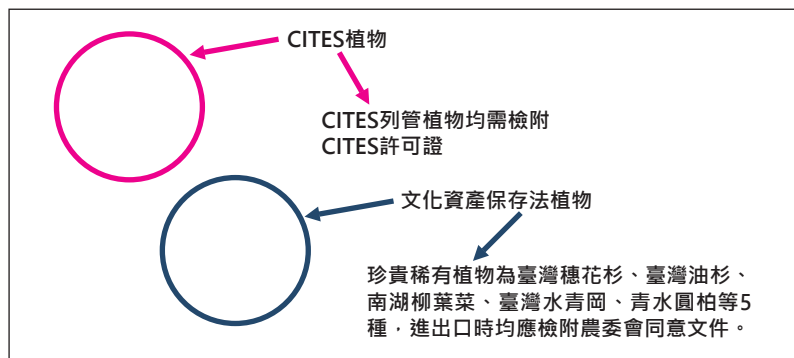 CITES植物
CITES列管植物均需檢附
CITES許可證
文化資產保存法植物
珍貴稀有植物為臺灣穗花杉、臺灣油杉、
南湖柳葉菜、臺灣水青岡、青水圓柏等5
種，進出口時均應檢附農委會同意文件。